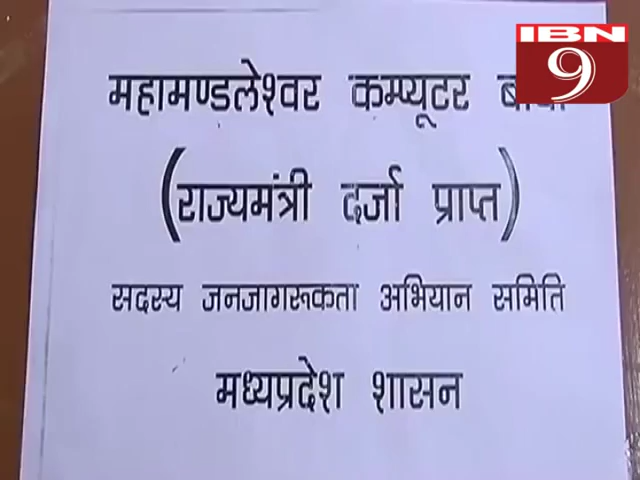 IBN
9
महामण्डलेश्वर कम्प्यूटर
(राज्यमंत्री दर्जा प्राप्त)
सदस्य जनजागरूकता अभियान समिति
मध्यप्रदेश शासन